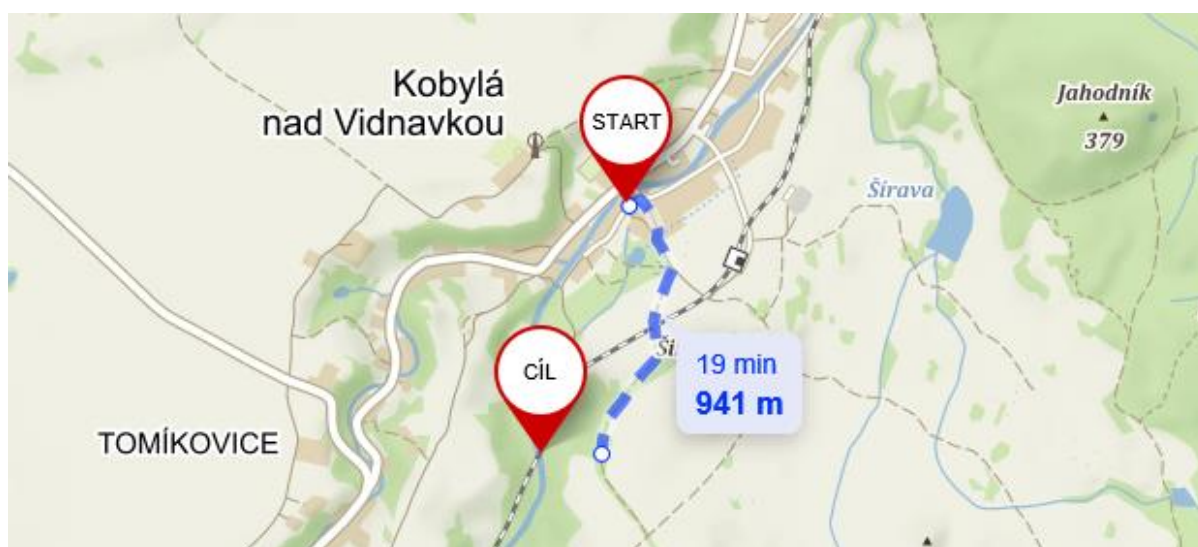 Kobylá
nad Vidnavkou
START
Jahodník
379
Šírava
CÍL
19 min
941 m
TOMÍKOVICE